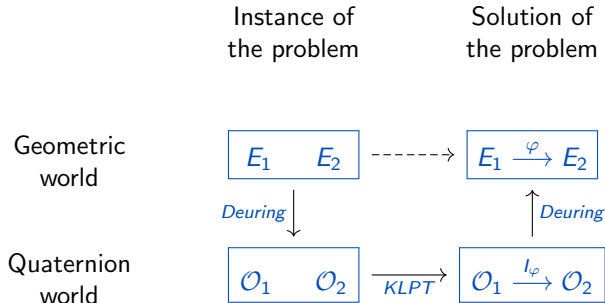 Instance of
the problem
Solution of
the problem
Geometric
world
E₁ E₂
E₁ —φ→ E₂
Deuring
Deuring
Quaternion
world
𝒪₁ 𝒪₂
KLPT
𝒪₁ —I_φ→ 𝒪₂